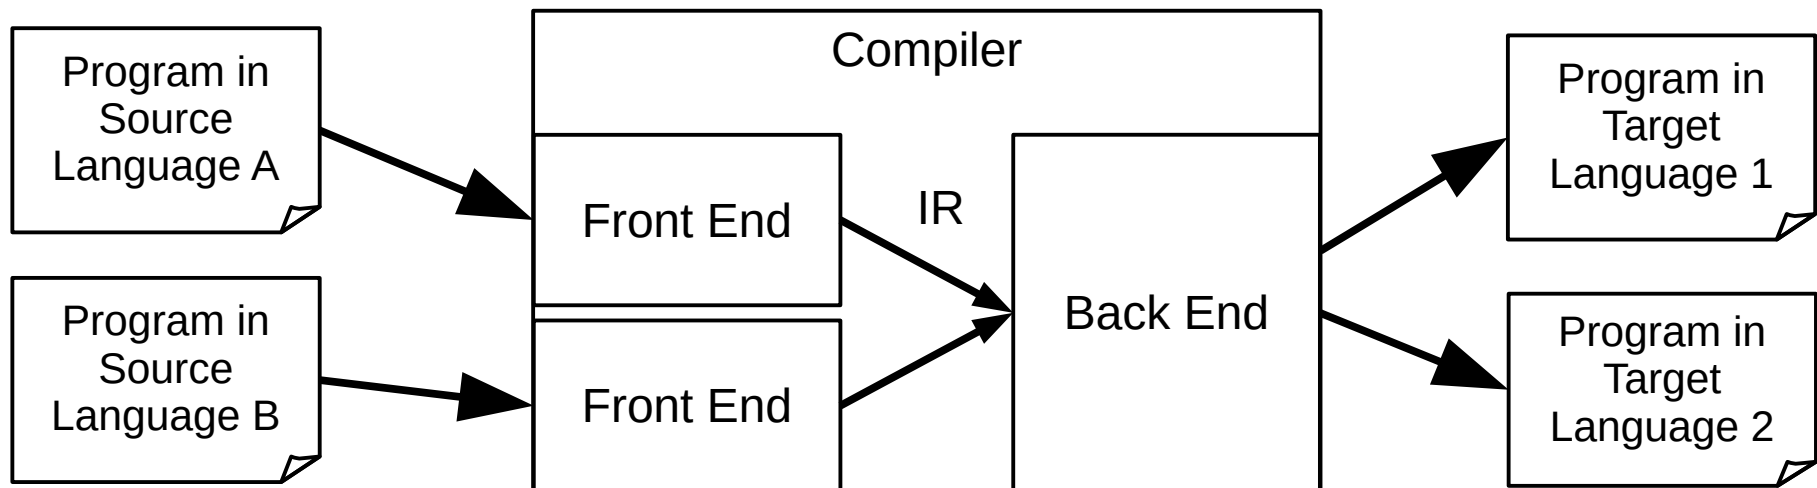 Program in
Source
Language A
Program in
Source
Language B
Compiler
Front End
Front End
IR
Back End
Program in
Target
Language 1
Program in
Target
Language 2